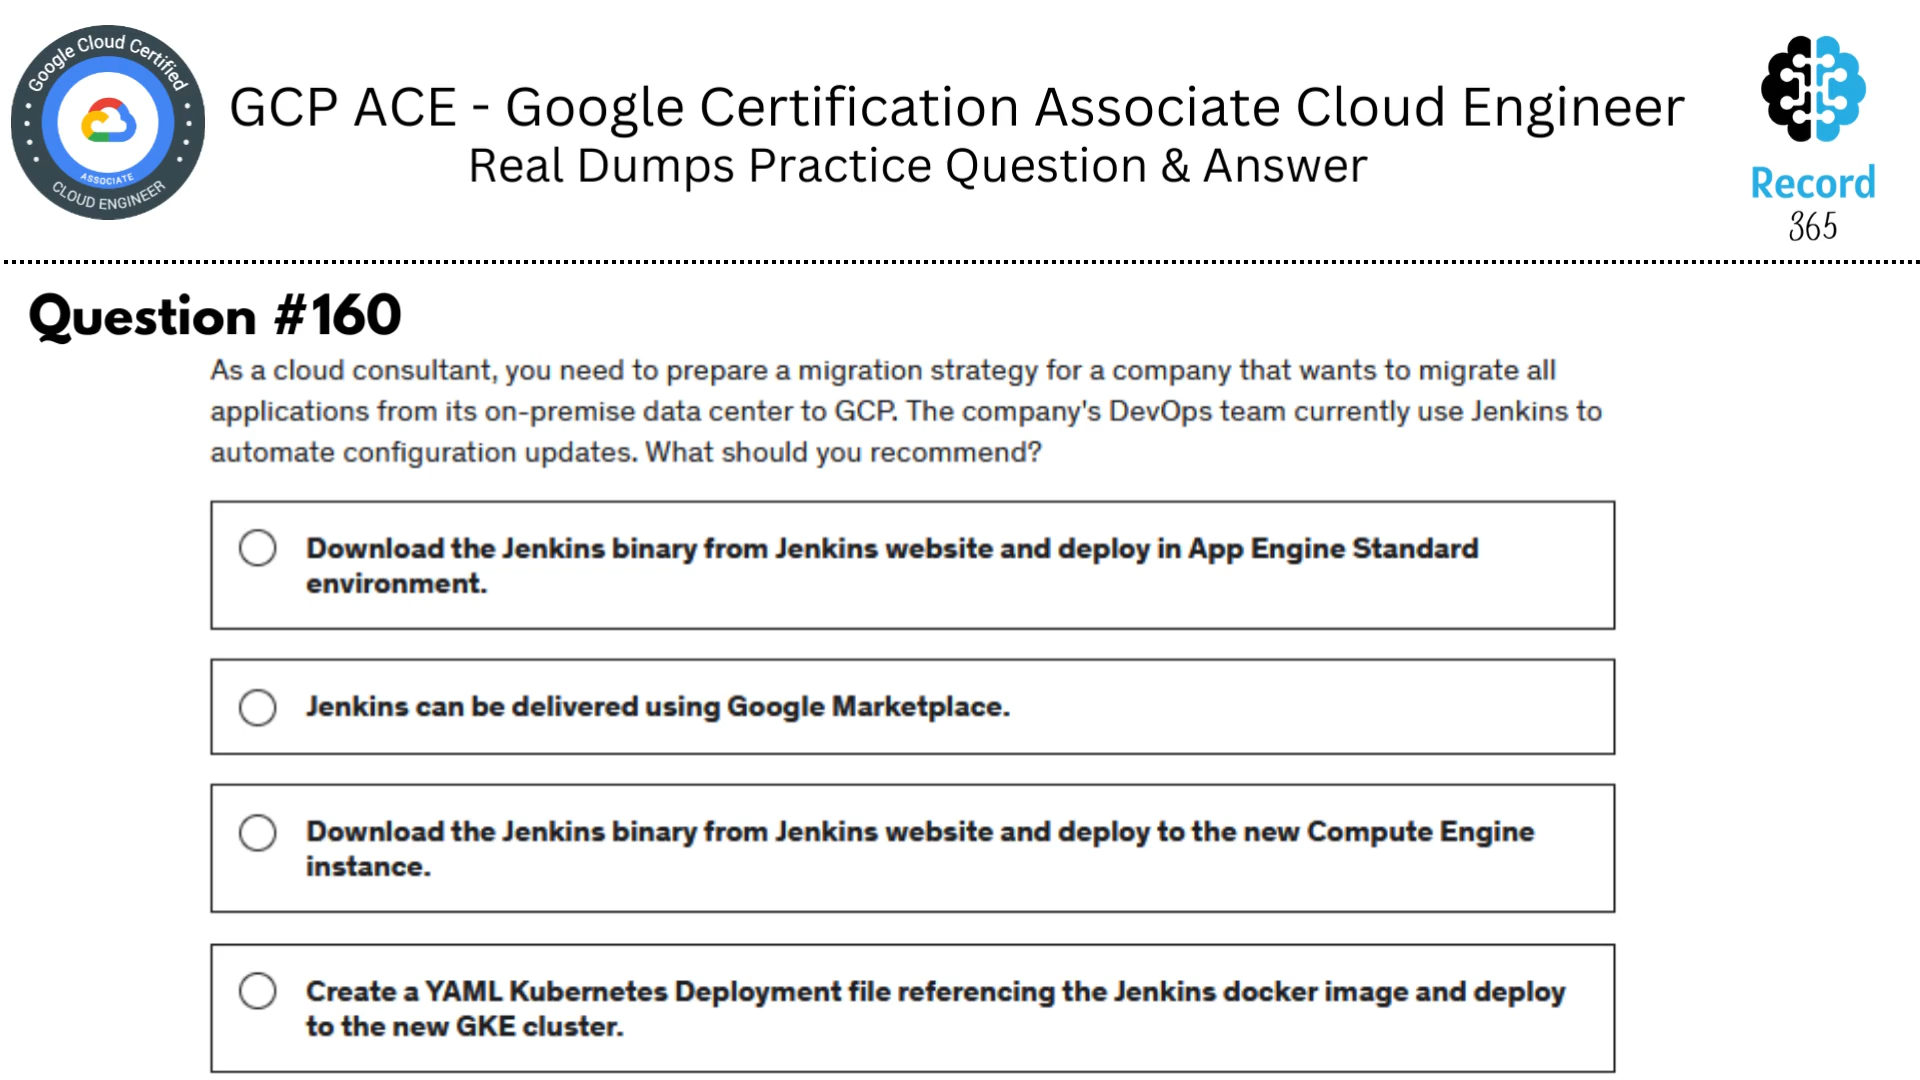 Google Cloud Certified
ASSOCIATE
CLOUD ENGINEER
GCP ACE - Google Certification Associate Cloud Engineer
Real Dumps Practice Question & Answer
Record
365
Question #160
As a cloud consultant, you need to prepare a migration strategy for a company that wants to migrate all
applications from its on-premise data center to GCP. The company's DevOps team currently use Jenkins to
automate configuration updates. What should you recommend?
Download the Jenkins binary from Jenkins website and deploy in App Engine Standard
environment.
Jenkins can be delivered using Google Marketplace.
Download the Jenkins binary from Jenkins website and deploy to the new Compute Engine
instance.
Create a YAML Kubernetes Deployment file referencing the Jenkins docker image and deploy
to the new GKE cluster.